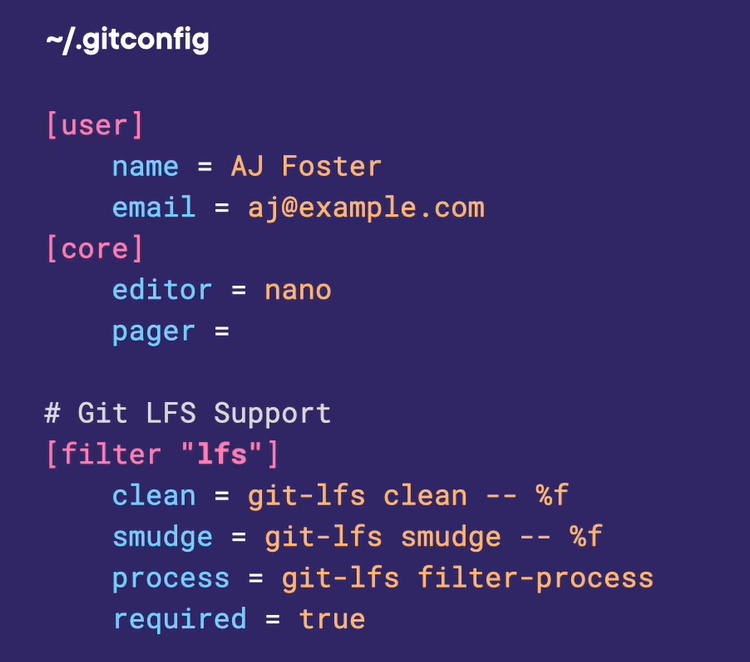 ~/.gitconfig
[user]
name = AJ Foster
email = aj@example.com
[core]
editor = nano
pager =
# Git LFS Support
[filter "lfs"]
clean = git-lfs clean -- %f
smudge = git-lfs smudge -- %f
process = git-lfs filter-process
required = true